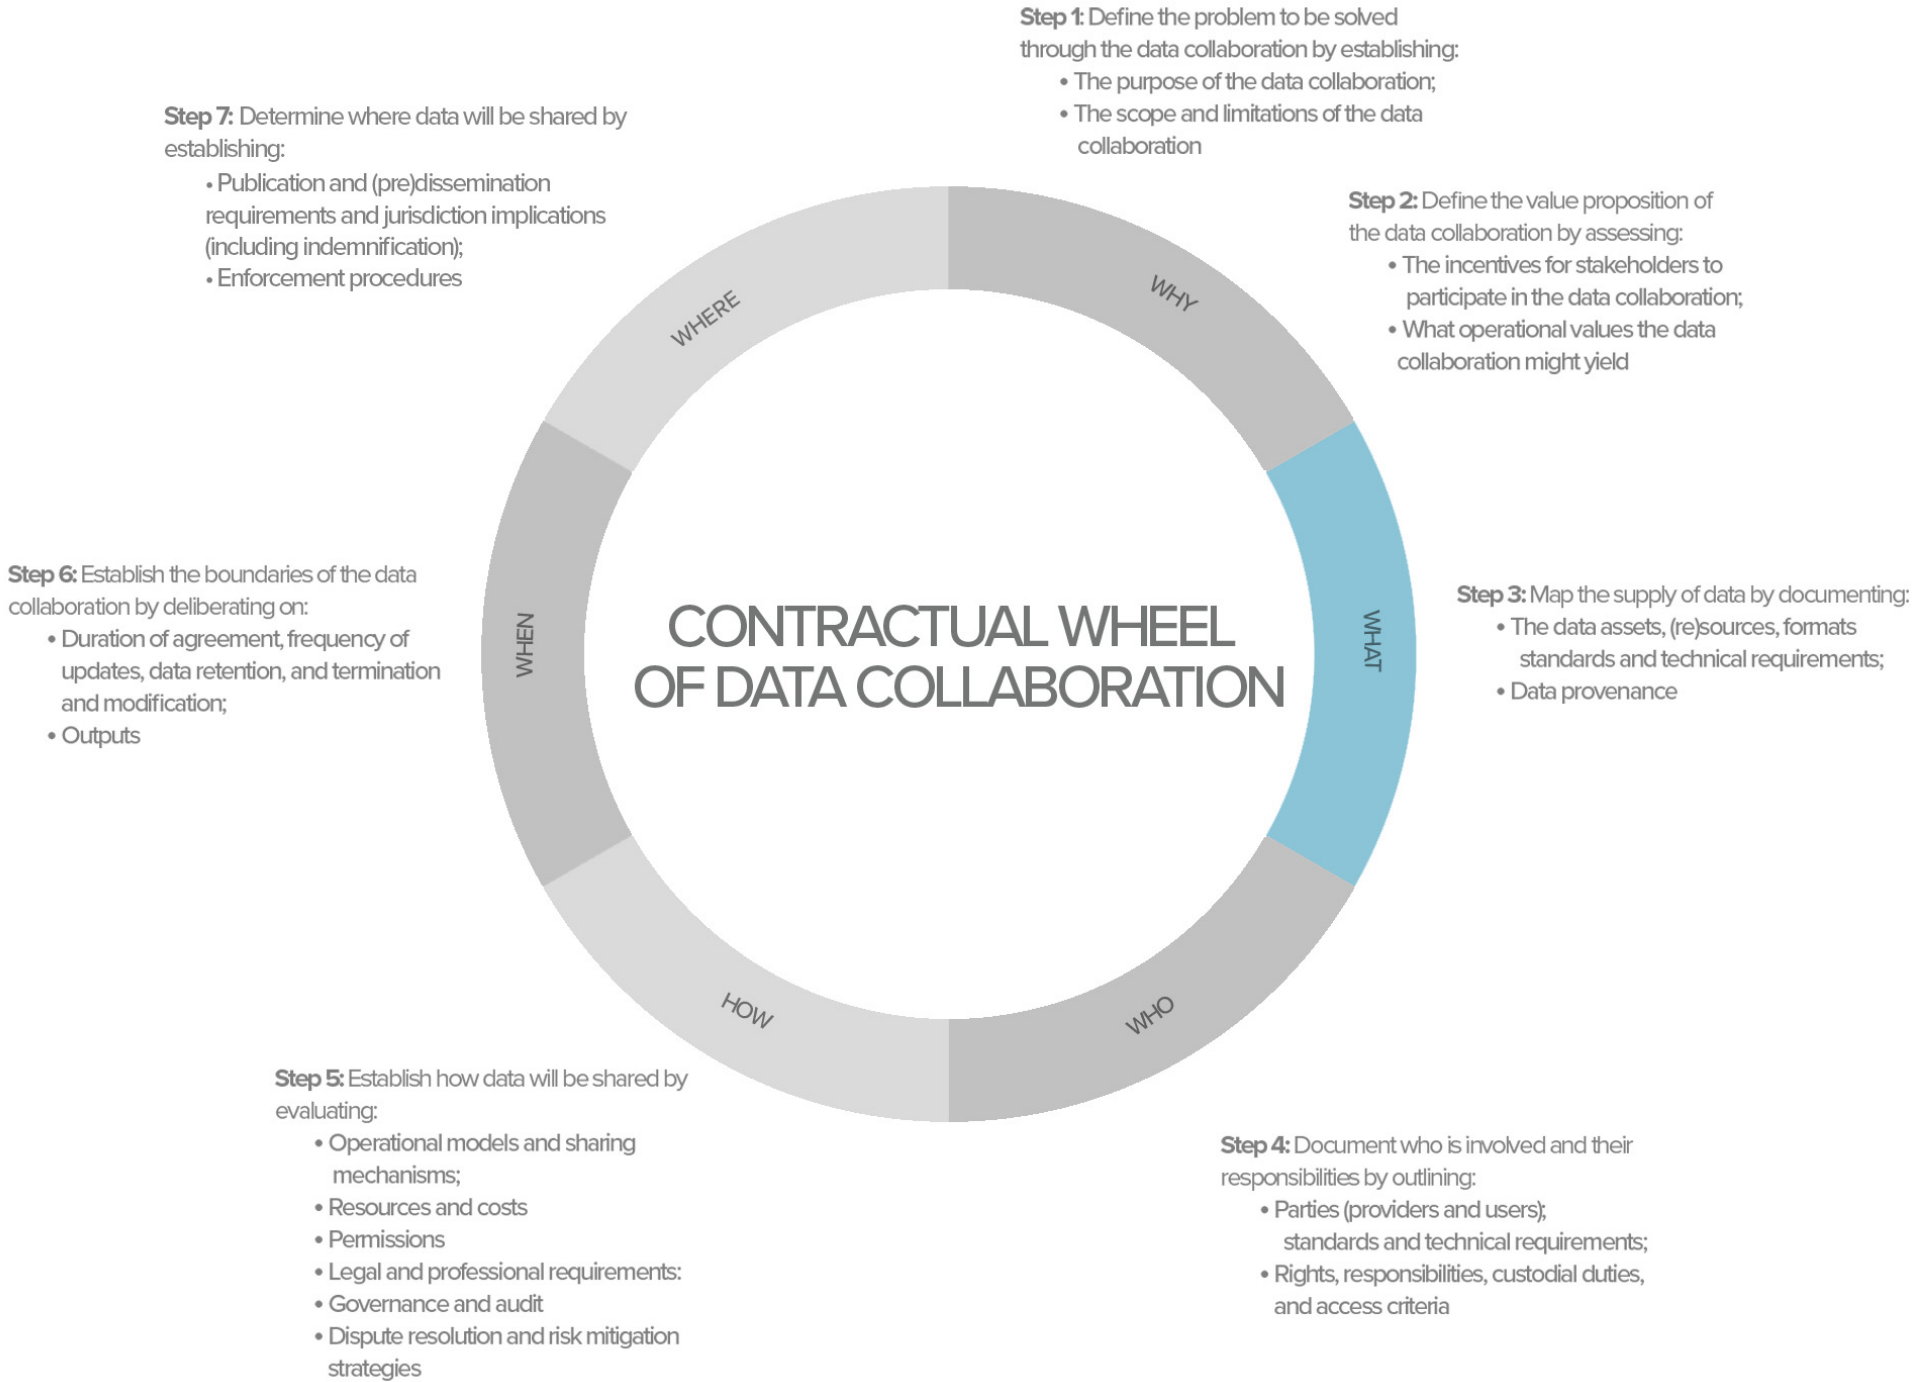 Step 1: Define the problem to be solved
through the data collaboration by establishing:
• The purpose of the data collaboration;
• The scope and limitations of the data
collaboration
Step 2: Define the value proposition of
the data collaboration by assessing:
• The incentives for stakeholders to
participate in the data collaboration;
• What operational values the data
collaboration might yield
Step 3: Map the supply of data by documenting:
• The data assets, (re)sources, formats
standards and technical requirements;
• Data provenance
Step 4: Document who is involved and their
responsibilities by outlining:
• Parties (providers and users);
standards and technical requirements;
• Rights, responsibilities, custodial duties,
and access criteria
Step 5: Establish how data will be shared by
evaluating:
• Operational models and sharing
mechanisms;
• Resources and costs
• Permissions
• Legal and professional requirements:
• Governance and audit
• Dispute resolution and risk mitigation
strategies
Step 6: Establish the boundaries of the data
collaboration by deliberating on:
• Duration of agreement, frequency of
updates, data retention, and termination
and modification;
• Outputs
Step 7: Determine where data will be shared by
establishing:
• Publication and (pre)dissemination
requirements and jurisdiction implications
(including indemnification);
• Enforcement procedures
WHY
WHAT
WHO
HOW
WHEN
WHERE
CONTRACTUAL WHEEL
OF DATA COLLABORATION